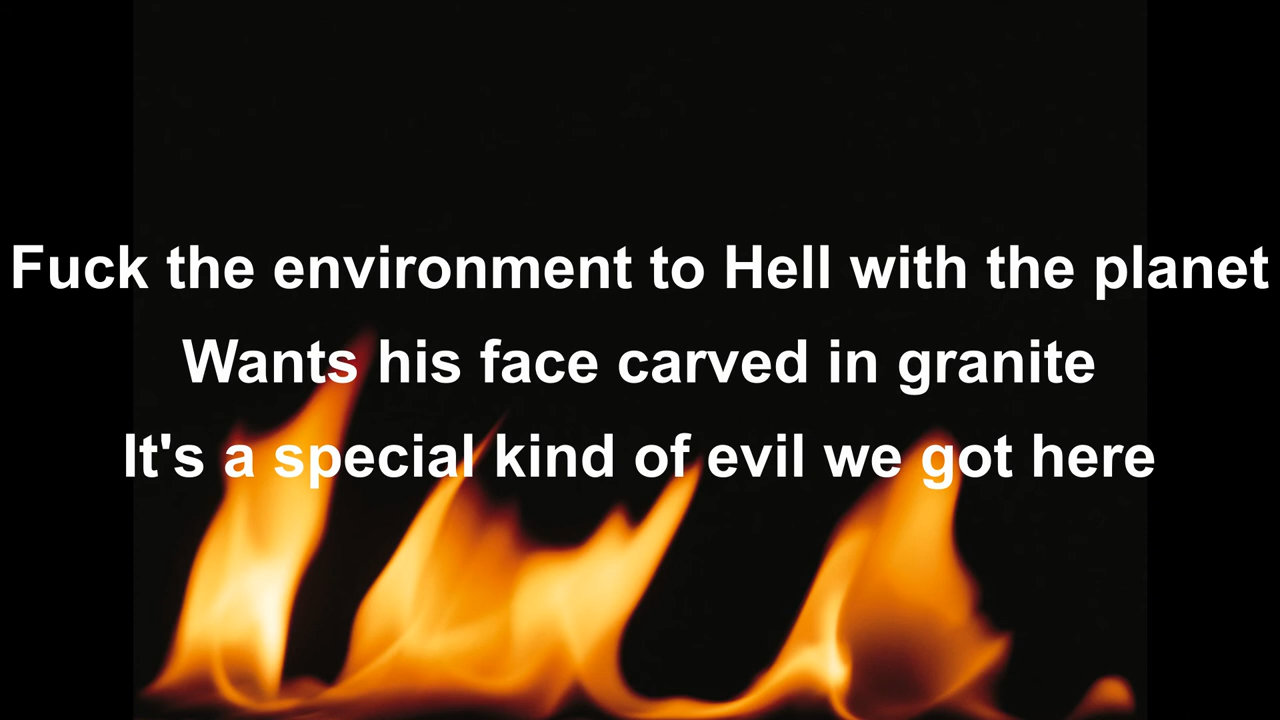 Fuck the environment to Hell with the planet
Wants his face carved in granite
It's a special kind of evil we got here